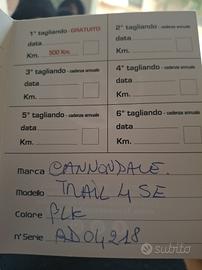 1° tagliando - GRATUITO
data
Km. 500 Km.
2° tagliando - cadenza annuale
data
Km.
3° tagliando - cadenza annuale
data
Km.
4° tagliando - cadenza annuale
data
Km.
5° tagliando - cadenza annuale
data
Km.
6° tagliando - cadenza annuale
data
Km.
Marca CANNONDALE
Modello TRAIL 4 SE
Colore BLK
n° Serie AD04218
subito